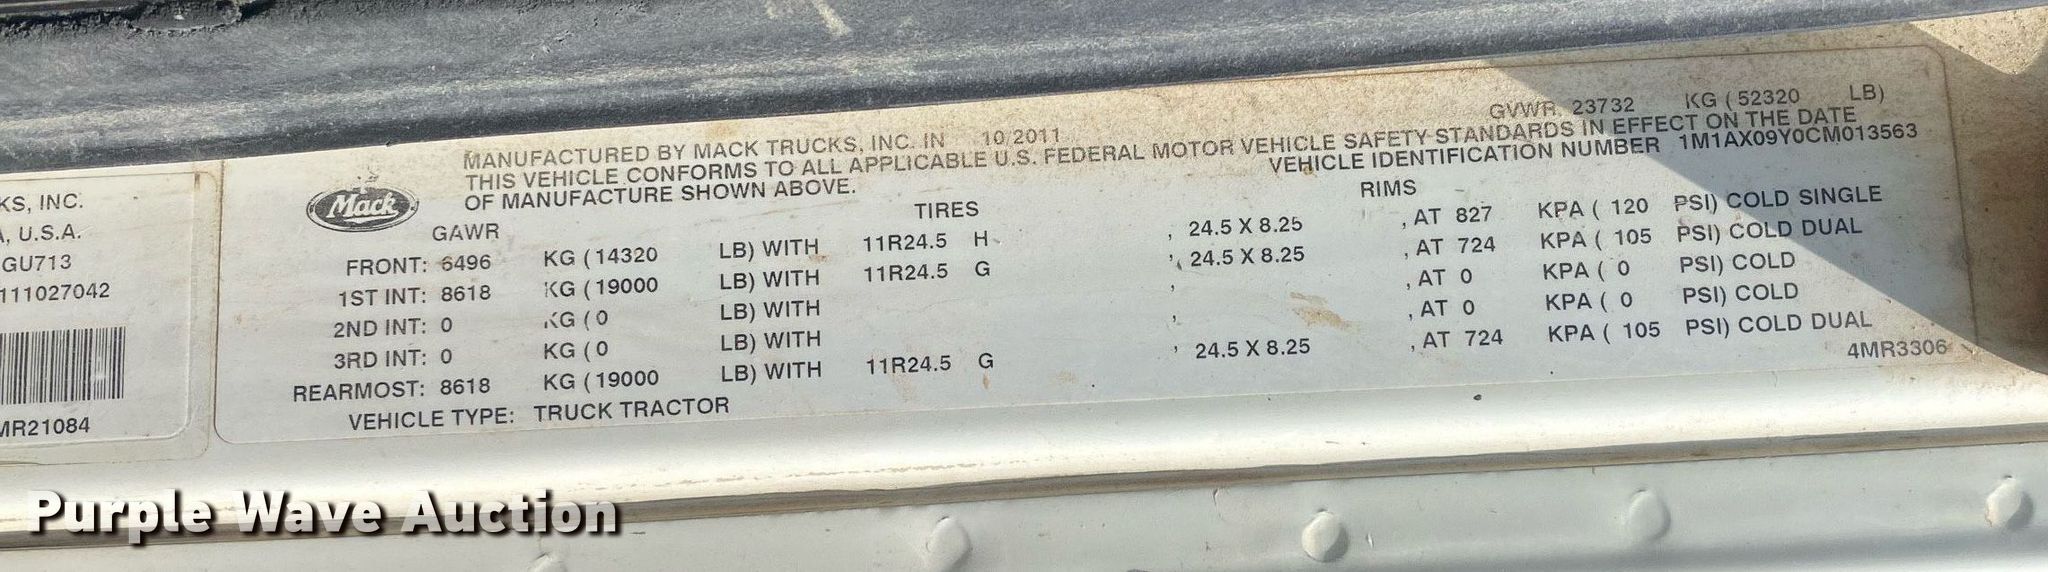 MANUFACTURED BY MACK TRUCKS, INC. IN 10/2011 GVWR 23732 KG ( 52320 LB)
THIS VEHICLE CONFORMS TO ALL APPLICABLE U.S. FEDERAL MOTOR VEHICLE SAFETY STANDARDS IN EFFECT ON THE DATE
OF MANUFACTURE SHOWN ABOVE. VEHICLE IDENTIFICATION NUMBER 1M1AX09Y0CM013563
Mack
GAWR TIRES RIMS
FRONT: 6496 KG ( 14320 LB) WITH 11R24.5 H , 24.5 X 8.25 , AT 827 KPA ( 120 PSI) COLD SINGLE
1ST INT: 8618 KG ( 19000 LB) WITH 11R24.5 G , 24.5 X 8.25 , AT 724 KPA ( 105 PSI) COLD DUAL
2ND INT: 0 KG ( 0 LB) WITH , , AT 0 KPA ( 0 PSI) COLD
3RD INT: 0 KG ( 0 LB) WITH , , AT 0 KPA ( 0 PSI) COLD
REARMOST: 8618 KG ( 19000 LB) WITH 11R24.5 G , 24.5 X 8.25 , AT 724 KPA ( 105 PSI) COLD DUAL
VEHICLE TYPE: TRUCK TRACTOR 4MR3306
KS, INC.
A, U.S.A.
GU713
111027042
MR21084
Purple Wave Auction